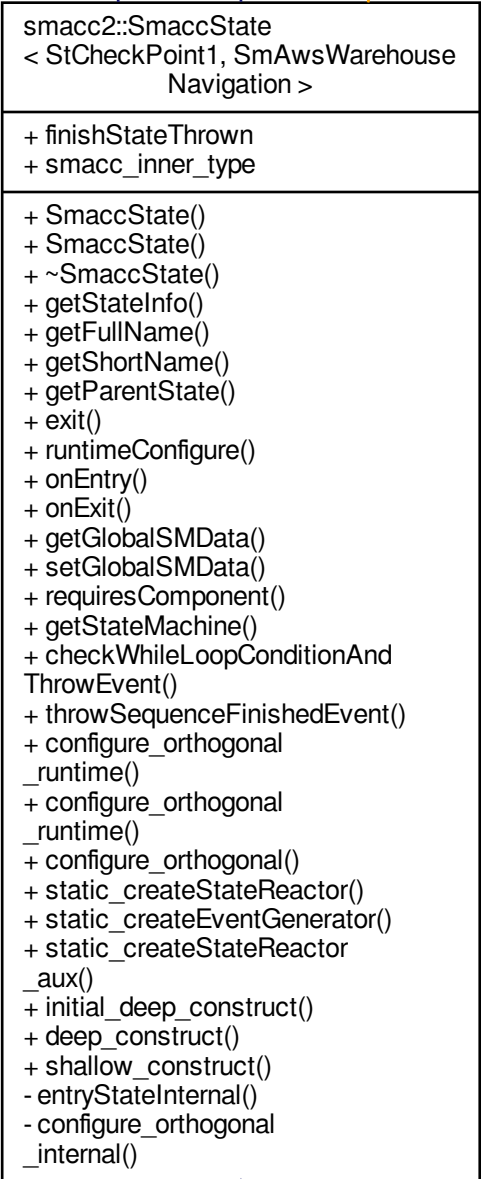 smacc2::SmaccState
< StCheckPoint1, SmAwsWarehouse
Navigation >
+ finishStateThrown
+ smacc_inner_type
+ SmaccState()
+ SmaccState()
+ ~SmaccState()
+ getStateInfo()
+ getFullName()
+ getShortName()
+ getParentState()
+ exit()
+ runtimeConfigure()
+ onEntry()
+ onExit()
+ getGlobalSMData()
+ setGlobalSMData()
+ requiresComponent()
+ getStateMachine()
+ checkWhileLoopConditionAnd
ThrowEvent()
+ throwSequenceFinishedEvent()
+ configure_orthogonal
_runtime()
+ configure_orthogonal
_runtime()
+ configure_orthogonal()
+ static_createStateReactor()
+ static_createEventGenerator()
+ static_createStateReactor
_aux()
+ initial_deep_construct()
+ deep_construct()
+ shallow_construct()
- entryStateInternal()
- configure_orthogonal
_internal()